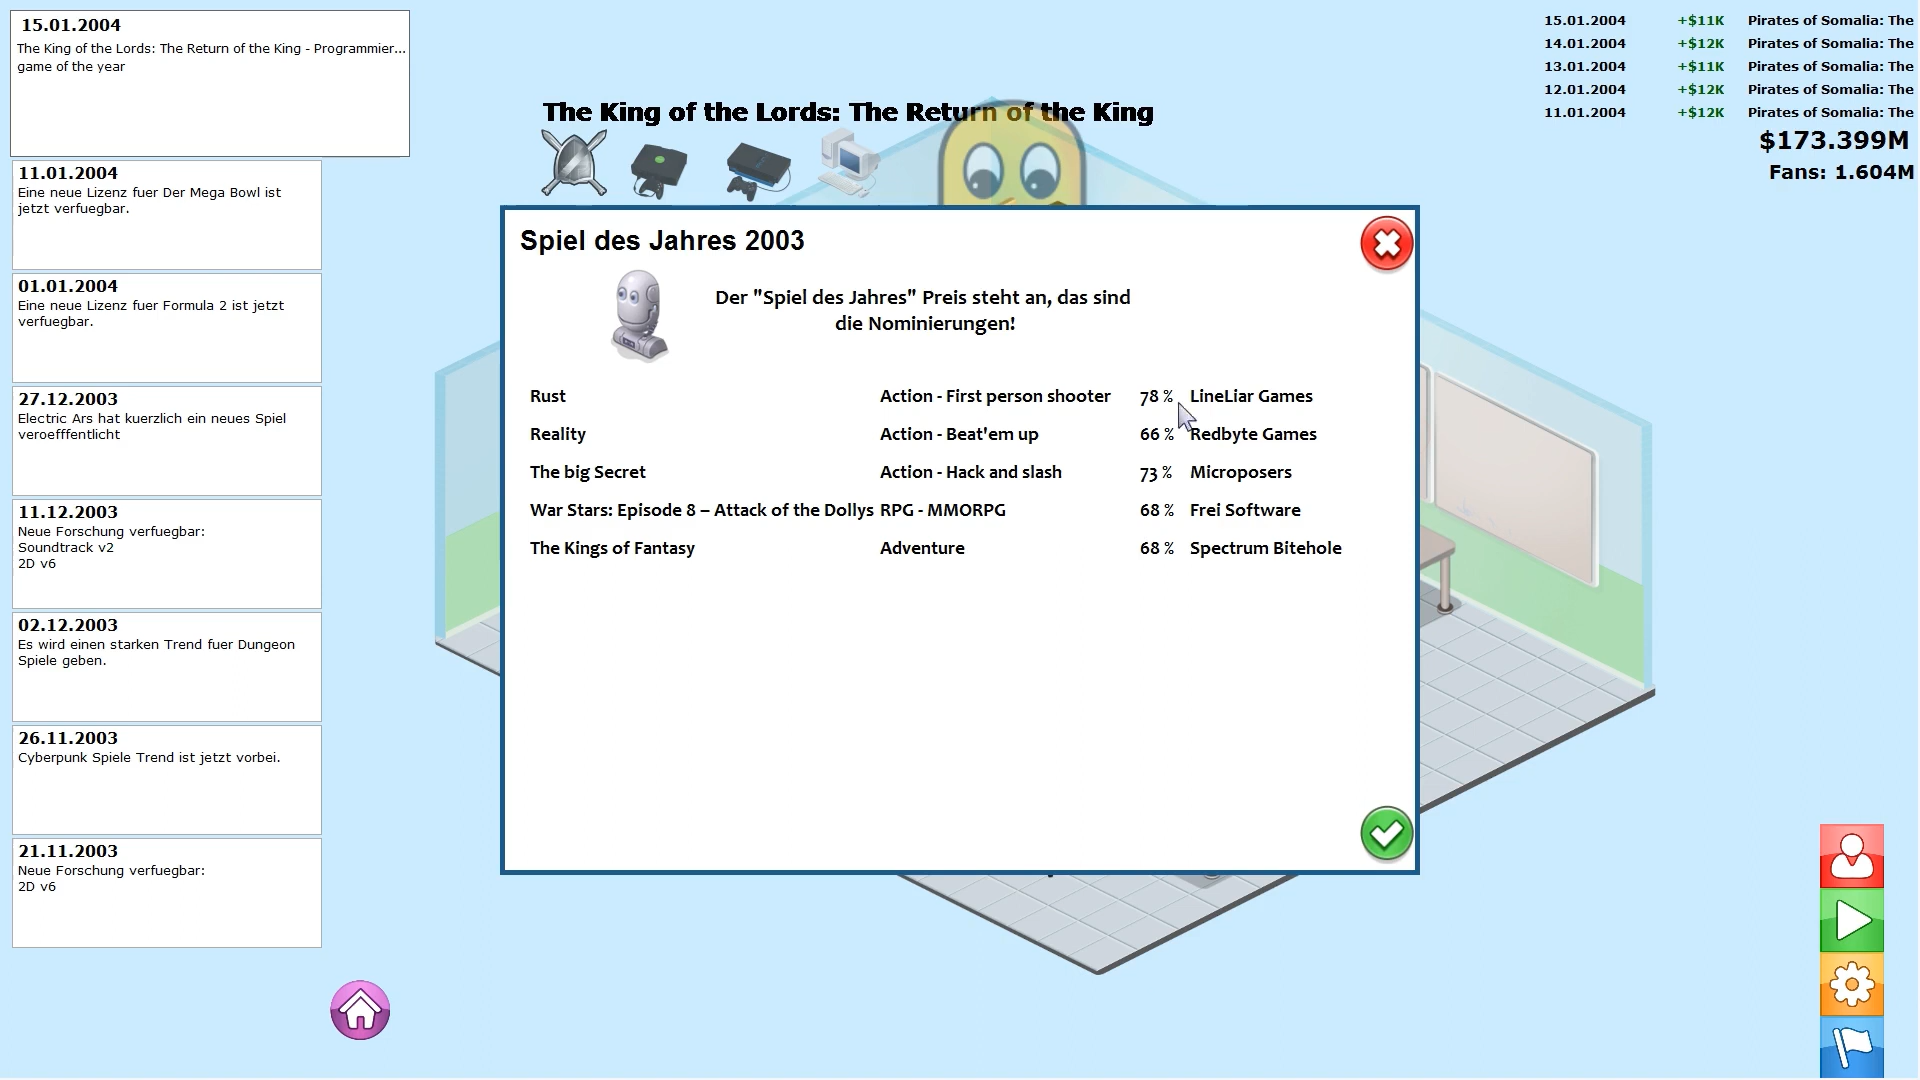 15.01.2004
The King of the Lords: The Return of the King - Programmier...
game of the year
11.01.2004
Eine neue Lizenz fuer Der Mega Bowl ist
jetzt verfuegbar.
01.01.2004
Eine neue Lizenz fuer Formula 2 ist jetzt
verfuegbar.
27.12.2003
Electric Ars hat kuerzlich ein neues Spiel
veroefffentlicht
11.12.2003
Neue Forschung verfuegbar:
Soundtrack v2
2D v6
02.12.2003
Es wird einen starken Trend fuer Dungeon
Spiele geben.
26.11.2003
Cyberpunk Spiele Trend ist jetzt vorbei.
21.11.2003
Neue Forschung verfuegbar:
2D v6
The King of the Lords: The Return of the King
Spiel des Jahres 2003
Der "Spiel des Jahres" Preis steht an, das sind
die Nominierungen!
Rust Action - First person shooter 78 % LineLiar Games
Reality Action - Beat'em up 66 % Redbyte Games
The big Secret Action - Hack and slash 73 % Microposers
War Stars: Episode 8 – Attack of the Dollys RPG - MMORPG 68 % Frei Software
The Kings of Fantasy Adventure 68 % Spectrum Bitehole
15.01.2004 +$11K Pirates of Somalia: The
14.01.2004 +$12K Pirates of Somalia: The
13.01.2004 +$11K Pirates of Somalia: The
12.01.2004 +$12K Pirates of Somalia: The
11.01.2004 +$12K Pirates of Somalia: The
$173.399M
Fans: 1.604M